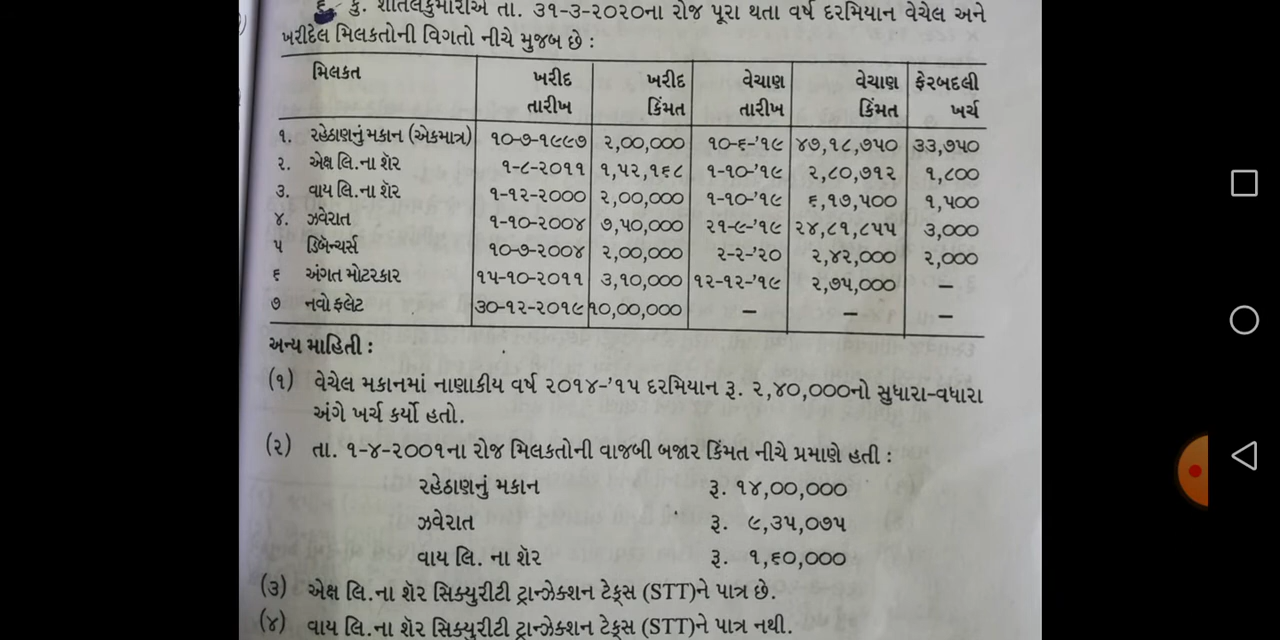 ૬. કુ. શીતલકુમારીએ તા. ૩૧-૩-૨૦૨૦ના રોજ પૂરા થતા વર્ષ દરમિયાન વેચેલ અને
ખરીદેલ મિલકતોની વિગતો નીચે મુજબ છે :
મિલકત ખરીદ તારીખ ખરીદ કિંમત વેચાણ તારીખ વેચાણ કિંમત ફેરબદલી ખર્ચ
૧. રહેઠાણનું મકાન (એકમાત્ર) ૧૦-૭-૧૯૯૭ ૨,૦૦,૦૦૦ ૧૦-૬-'૧૯ ૪૭,૧૮,૭૫૦ ૩૩,૭૫૦
૨. એક્ષ લિ.ના શૅર ૧-૮-૨૦૧૧ ૧,૫૨,૧૬૮ ૧-૧૦-'૧૯ ૨,૮૦,૭૧૨ ૧,૮૦૦
૩. વાય લિ.ના શૅર ૧-૧૨-૨૦૦૦ ૨,૦૦,૦૦૦ ૧-૧૦-'૧૯ ૬,૧૭,૫૦૦ ૧,૫૦૦
૪. ઝવેરાત ૧-૧૦-૨૦૦૪ ૭,૫૦,૦૦૦ ૨૧-૯-'૧૯ ૨૪,૮૧,૮૫૫ ૩,૦૦૦
૫ ડિબેન્ચર્સ ૧૦-૭-૨૦૦૪ ૨,૦૦,૦૦૦ ૨-૨-'૨૦ ૨,૪૨,૦૦૦ ૨,૦૦૦
૬ અંગત મોટરકાર ૧૫-૧૦-૨૦૧૧ ૩,૧૦,૦૦૦ ૧૨-૧૨-'૧૯ ૨,૭૫,૦૦૦ –
૭ નવો ફ્લેટ ૩૦-૧૨-૨૦૧૯ ૧૦,૦૦,૦૦૦ – – –
અન્ય માહિતી :
(૧) વેચેલ મકાનમાં નાણાકીય વર્ષ ૨૦૧૪-'૧૫ દરમિયાન રૂ. ૨,૪૦,૦૦૦નો સુધારા-વધારા
અંગે ખર્ચ કર્યો હતો.
(૨) તા. ૧-૪-૨૦૦૧ના રોજ મિલકતોની વાજબી બજાર કિંમત નીચે પ્રમાણે હતી :
રહેઠાણનું મકાન રૂ. ૧૪,૦૦,૦૦૦
ઝવેરાત રૂ. ૯,૩૫,૦૭૫
વાય લિ. ના શૅર રૂ. ૧,૬૦,૦૦૦
(૩) એક્ષ લિ.ના શૅર સિક્યુરીટી ટ્રાન્ઝેક્શન ટેક્સ (STT)ને પાત્ર છે.
(૪) વાય લિ.ના શૅર સિક્યુરીટી ટ્રાન્ઝેક્શન ટેક્સ (STT)ને પાત્ર નથી.